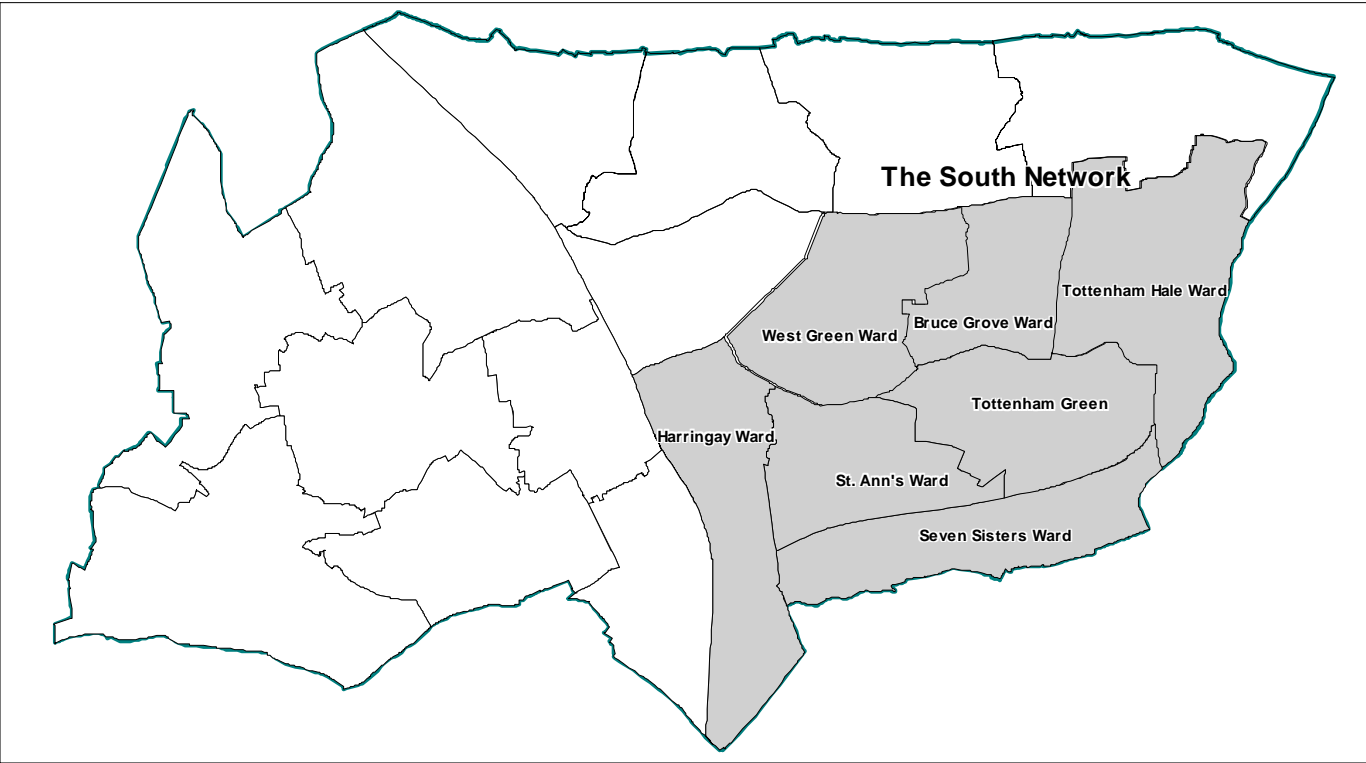 The South Network
Tottenham Hale Ward
Bruce Grove Ward
West Green Ward
Tottenham Green
Harringay Ward
St. Ann's Ward
Seven Sisters Ward